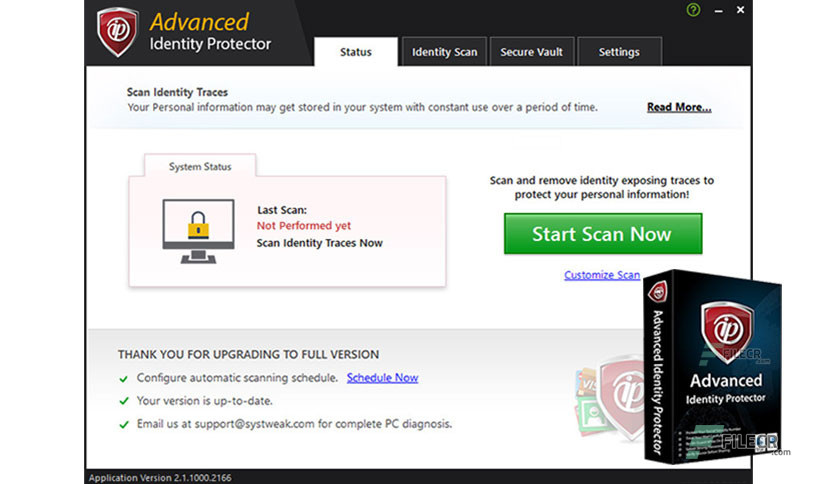 Advanced
Identity Protector
Status
Identity Scan
Secure Vault
Settings
Scan Identity Traces
Your Personal information may get stored in your system with constant use over a period of time.
Read More...
System Status
Last Scan:
Not Performed yet
Scan Identity Traces Now
Scan and remove identity exposing traces to
protect your personal information!
Start Scan Now
Customize Scan
THANK YOU FOR UPGRADING TO FULL VERSION
Configure automatic scanning schedule. Schedule Now
Your version is up-to-date.
Email us at support@systweak.com for complete PC diagnosis.
Application Version 2.1.1000.2166
VISA
ip
Advanced Identity Protector
ip
FILECR
.com
Advanced
Identity Protector
FILECR
.com